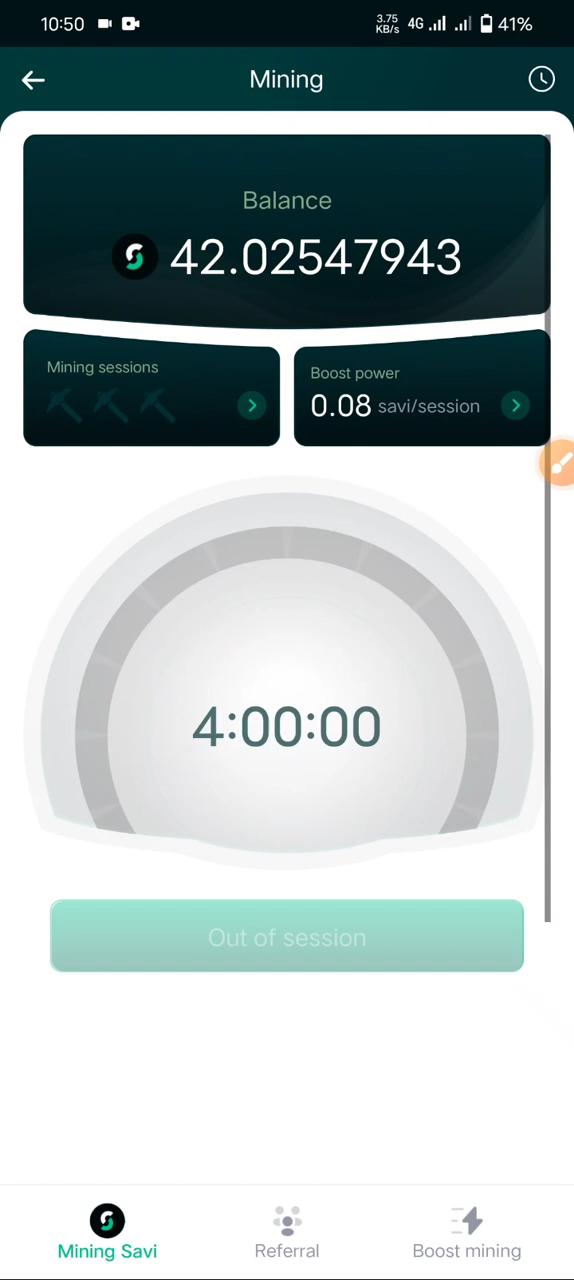 10:50
3.75 KB/s 4G 41%
Mining
Balance
42.02547943
Mining sessions
Boost power
0.08 savi/session
4:00:00
Out of session
Mining Savi
Referral
Boost mining